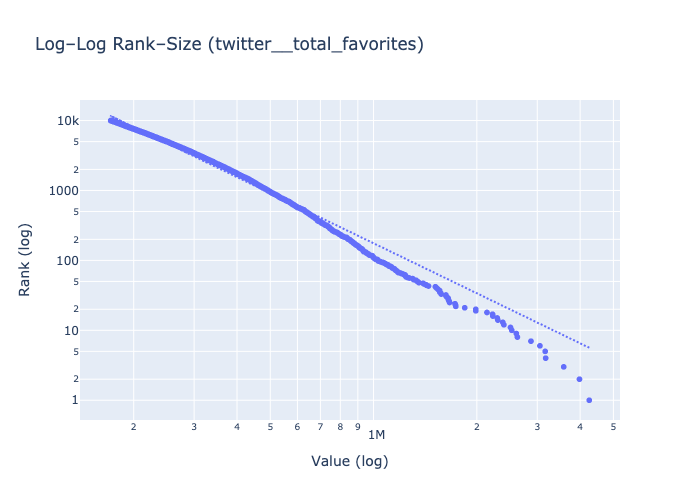 Log–Log Rank–Size (twitter__total_favorites)
Rank (log)
10k
5
2
1000
5
2
100
5
2
10
5
2
1
2 3 4 5 6 7 8 9 1M 2 3 4 5
Value (log)